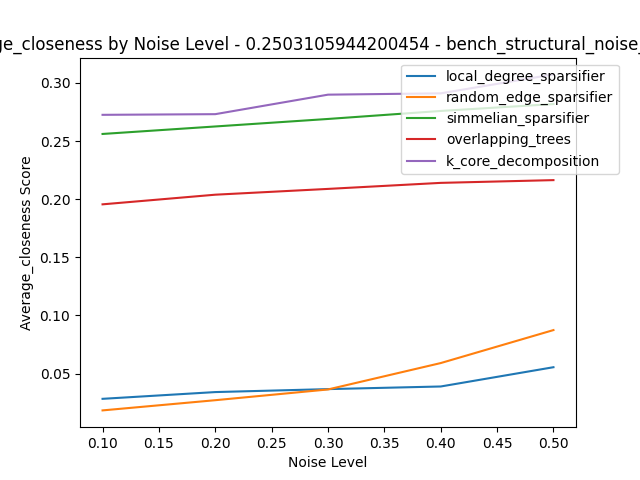 ge_closeness by Noise Level - 0.2503105944200454 - bench_structural_noise_
local_degree_sparsifier
random_edge_sparsifier
simmelian_sparsifier
overlapping_trees
k_core_decomposition
Average_closeness Score
0.30
0.25
0.20
0.15
0.10
0.05
0.10 0.15 0.20 0.25 0.30 0.35 0.40 0.45 0.50
Noise Level